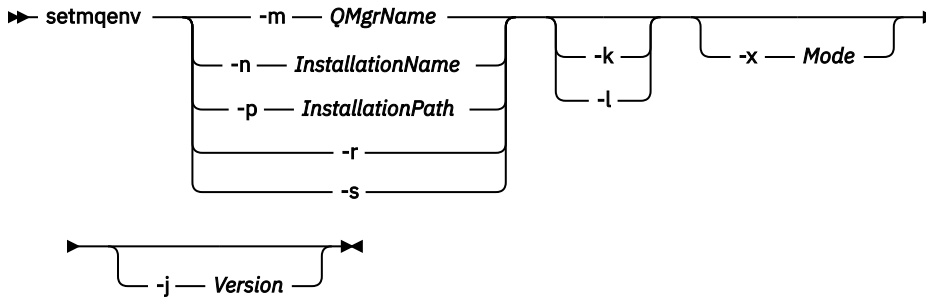 setmqenv -m QMgrName
-n InstallationName -k -x Mode
-p InstallationPath -l
-r
-s
-j Version